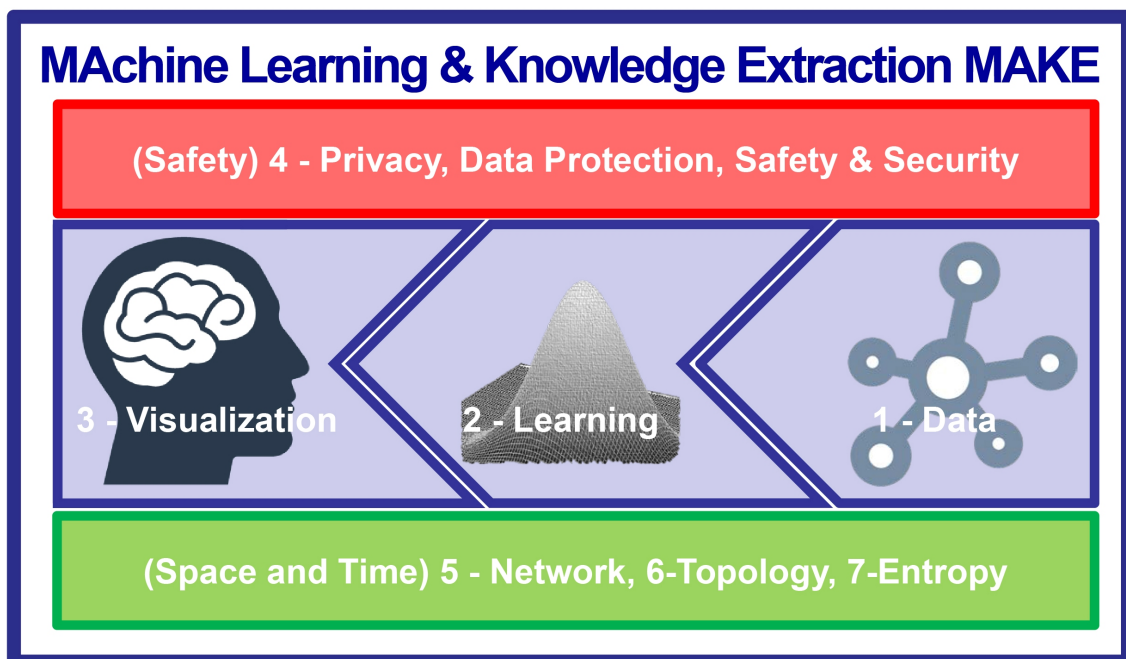 MAchine Learning & Knowledge Extraction MAKE
(Safety) 4 - Privacy, Data Protection, Safety & Security
3 - Visualization
2 - Learning
1 - Data
(Space and Time) 5 - Network, 6-Topology, 7-Entropy